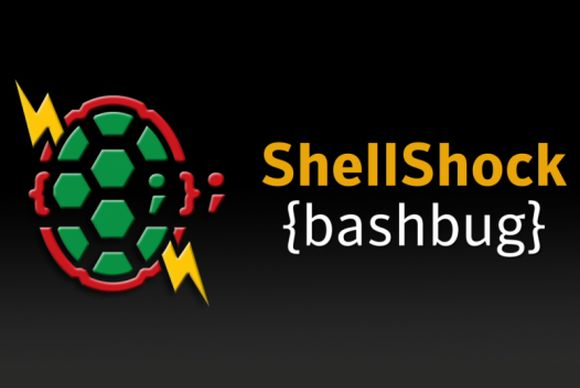 { ; } ;
ShellShock
{bashbug}